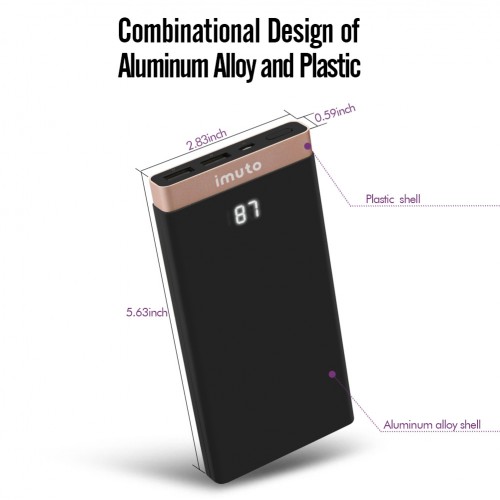 Combinational Design of
Aluminum Alloy and Plastic
2.83inch
0.59inch
imuto
87
Plastic shell
5.63inch
Aluminum alloy shell